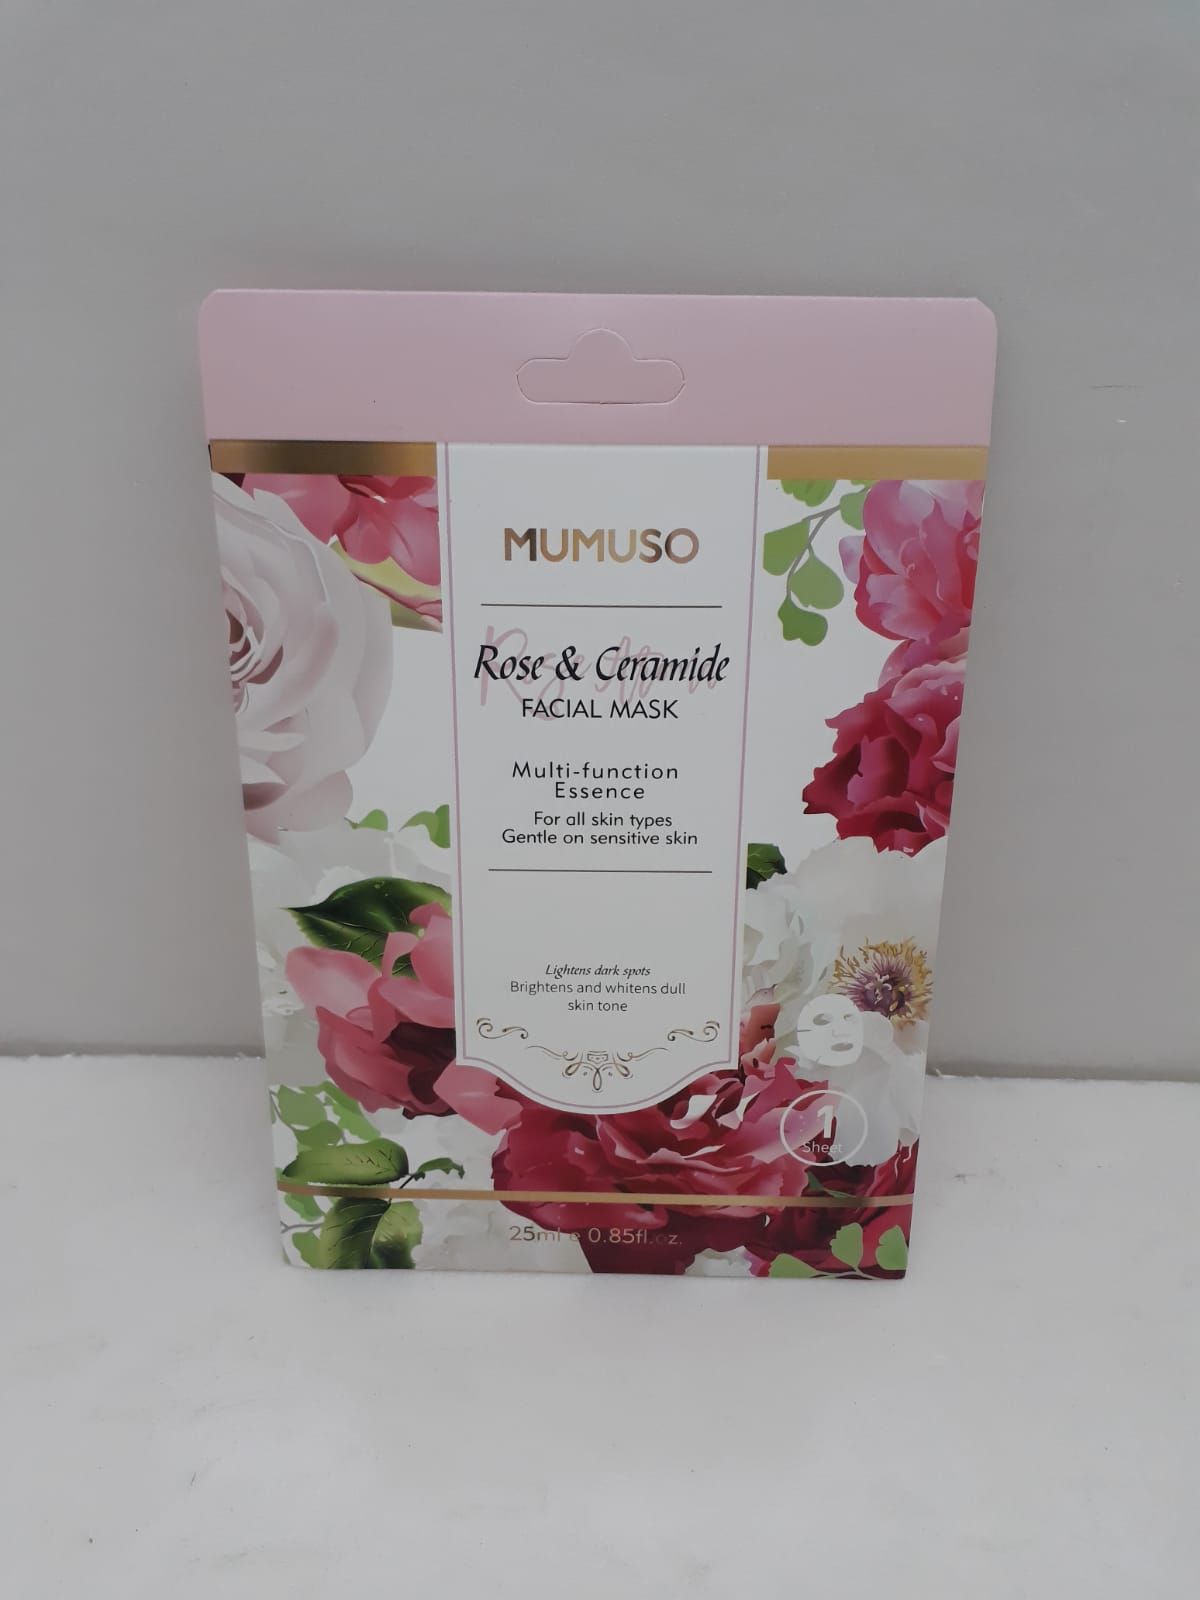 MUMUSO
Rose & Ceramide
FACIAL MASK
Multi-function
Essence
For all skin types
Gentle on sensitive skin
Lightens dark spots
Brightens and whitens dull
skin tone
1
Sheet
25ml e 0.85fl.oz.